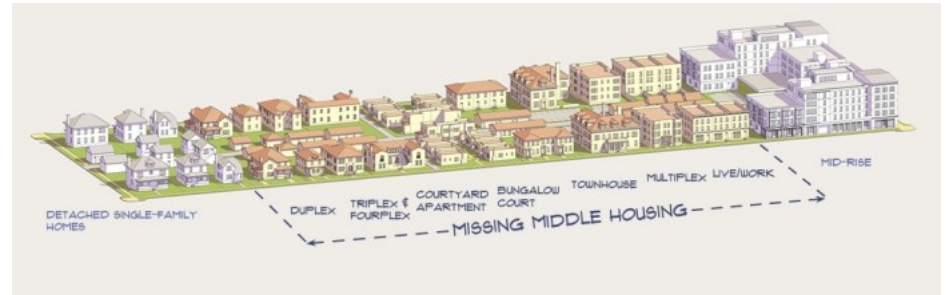 DETACHED SINGLE-FAMILY
HOMES
DUPLEX
TRIPLEX &
FOURPLEX
COURTYARD
APARTMENT
BUNGALOW
COURT
TOWNHOUSE
MULTIPLEX
LIVE/WORK
MID-RISE
MISSING MIDDLE HOUSING